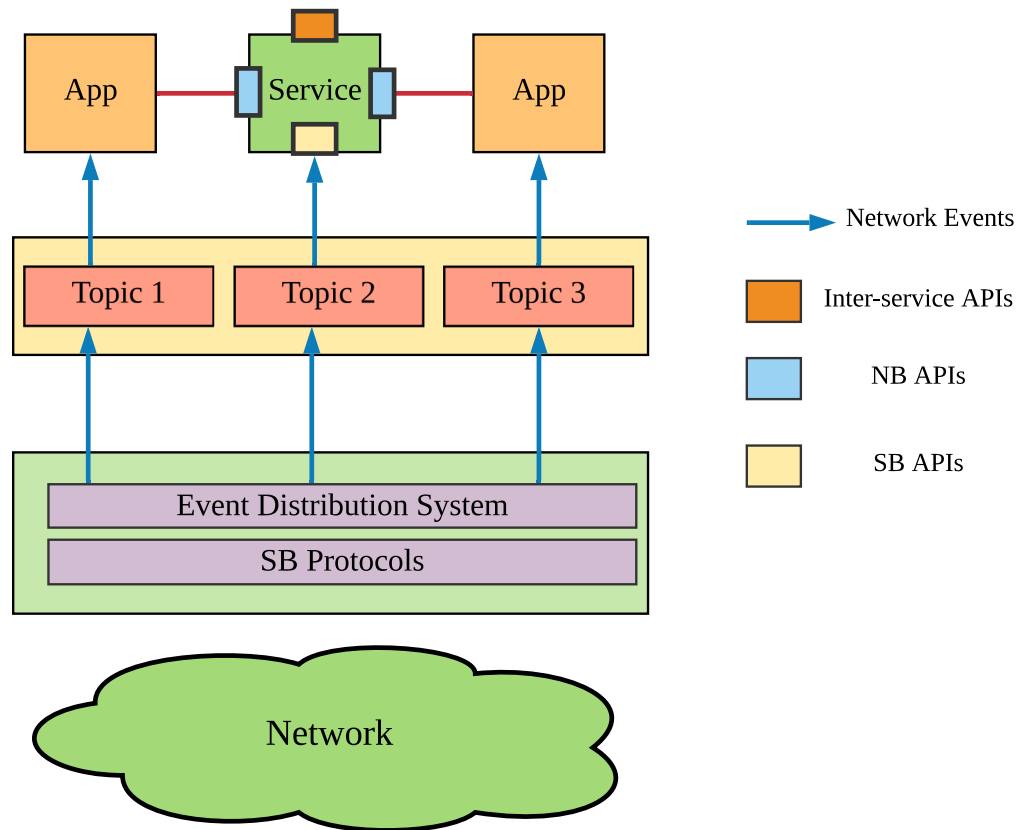 App
Service
App
Network Events
Topic 1
Topic 2
Topic 3
Inter-service APIs
NB APIs
SB APIs
Event Distribution System
SB Protocols
Network